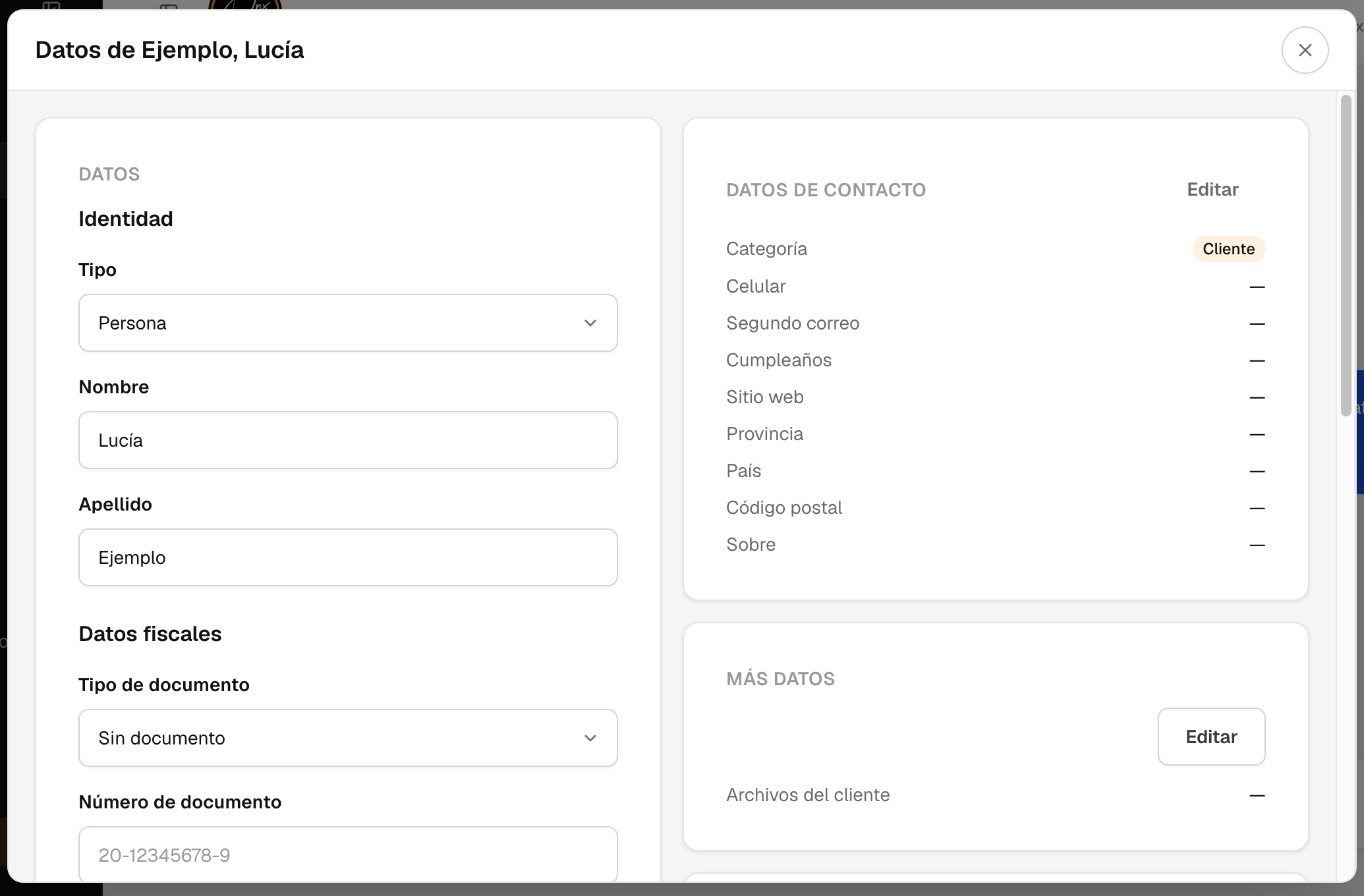 Datos de Ejemplo, Lucía
DATOS
Identidad
Tipo
Persona
Nombre
Lucía
Apellido
Ejemplo
Datos fiscales
Tipo de documento
Sin documento
Número de documento
20-12345678-9
DATOS DE CONTACTO Editar
Categoría Cliente
Celular —
Segundo correo —
Cumpleaños —
Sitio web —
Provincia —
País —
Código postal —
Sobre —
MÁS DATOS
Editar
Archivos del cliente —